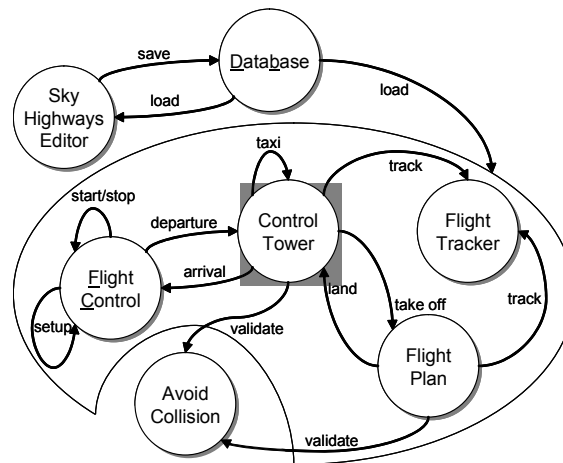 save
DataBase
Sky
Highways
Editor
load
load
taxi
track
start/stop
departure
Control
Tower
Flight
Tracker
Flight
Control
arrival
setup
land
take off
track
validate
Flight
Plan
Avoid
Collision
validate